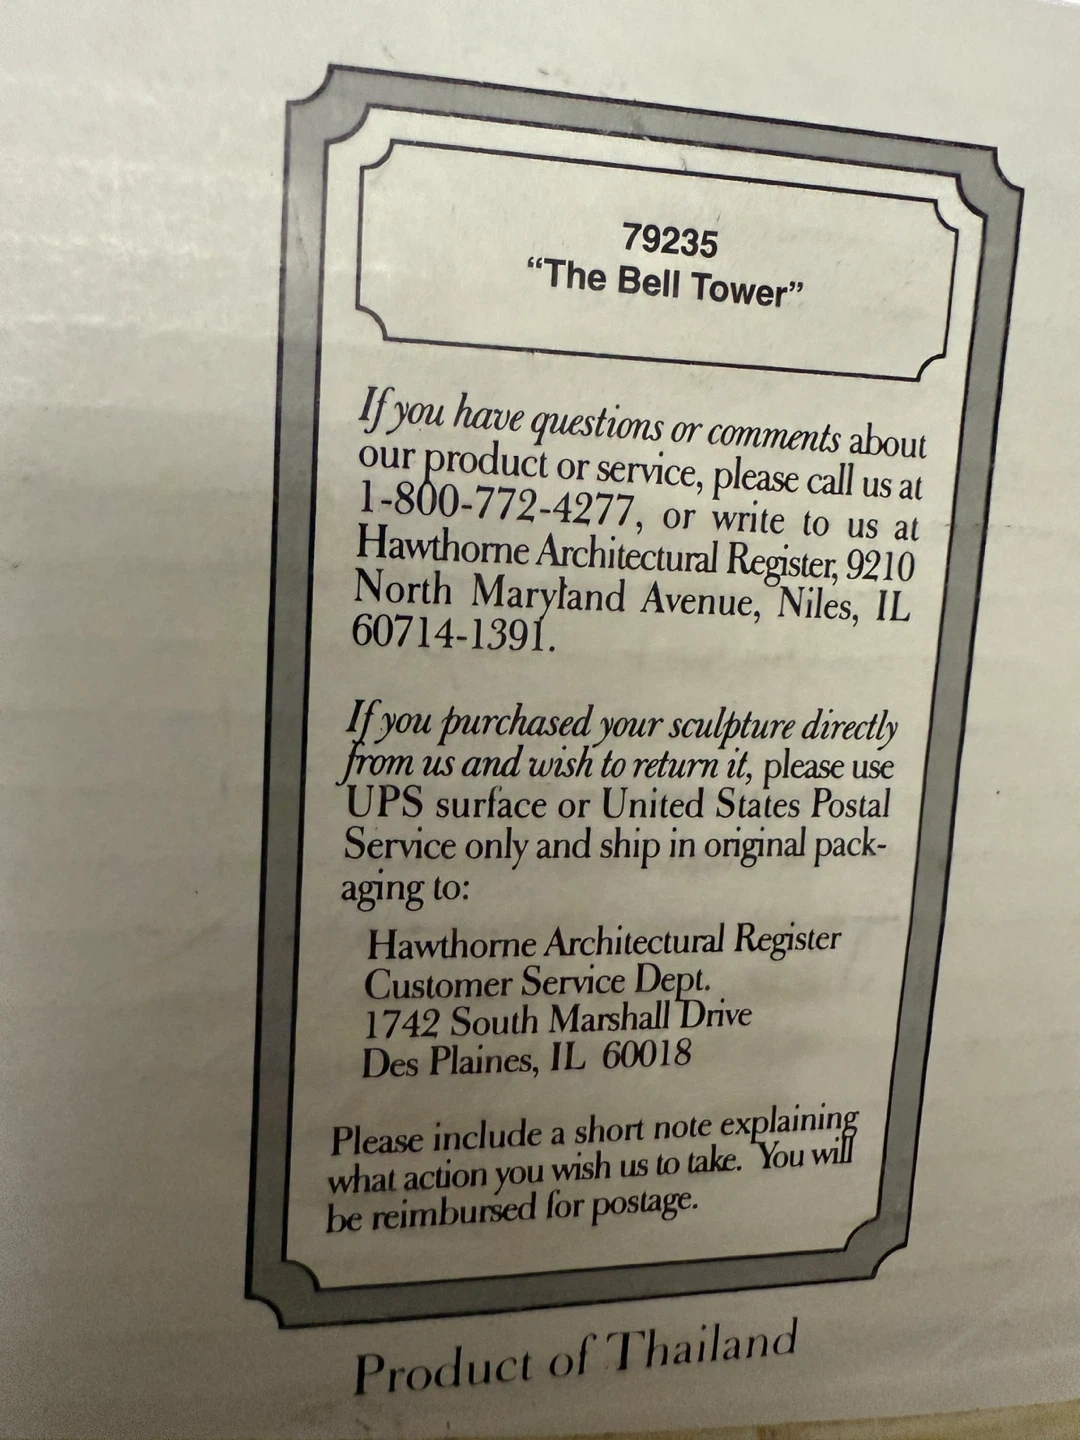 79235
“The Bell Tower”
If you have questions or comments about
our product or service, please call us at
1-800-772-4277, or write to us at
Hawthorne Architectural Register, 9210
North Maryland Avenue, Niles, IL
60714-1391.
If you purchased your sculpture directly
from us and wish to return it, please use
UPS surface or United States Postal
Service only and ship in original pack-
aging to:
Hawthorne Architectural Register
Customer Service Dept.
1742 South Marshall Drive
Des Plaines, IL 60018
Please include a short note explaining
what action you wish us to take. You will
be reimbursed for postage.
Product of Thailand